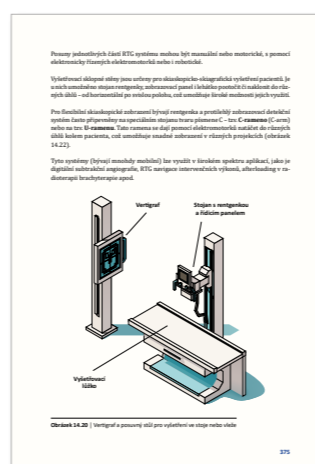 Posuny jednotlivých částí RTG systému mohou být manuální nebo motorické, s pomocí
elektronicky řízených elektromotorků nebo i robotické.
Vyšetřovací sklopné stěny jsou určeny pro skiaskopicko-skiagrafická vyšetření pacientů. Je
u nich umožněno stojan rentgenky, zobrazovací panel i lehátko pootočit či naklonit do růz-
ných úhlů – od horizontální po svislou polohu, což umožňuje široké možnosti jejich využití.
Pro flexibilní skiaskopické zobrazení bývají rentgenka a protilehlý zobrazovací detekční
systém často připevněny na speciálním stojanu tvaru písmene C – tzv. C-rameno (C-arm)
nebo na tzv. U-ramena. Tato ramena se dají pomocí elektromotorků natáčet do různých
úhlů kolem pacienta, což umožňuje snadné zobrazení v různých projekcích (obrázek
14.22).
Tyto systémy (bývají mnohdy mobilní) lze využít v širokém spektru aplikací, jako je
digitální subtrakční angiografie, RTG navigace intervenčních výkonů, afterloading v ra-
dioterapii brachyterapie apod.
Vertigraf
Stojan s rentgenkou
a řídicím panelem
Vyšetřovací
lůžko
Obrázek 14.20 | Vertigraf a posuvný stůl pro vyšetření ve stoje nebo vleže
375